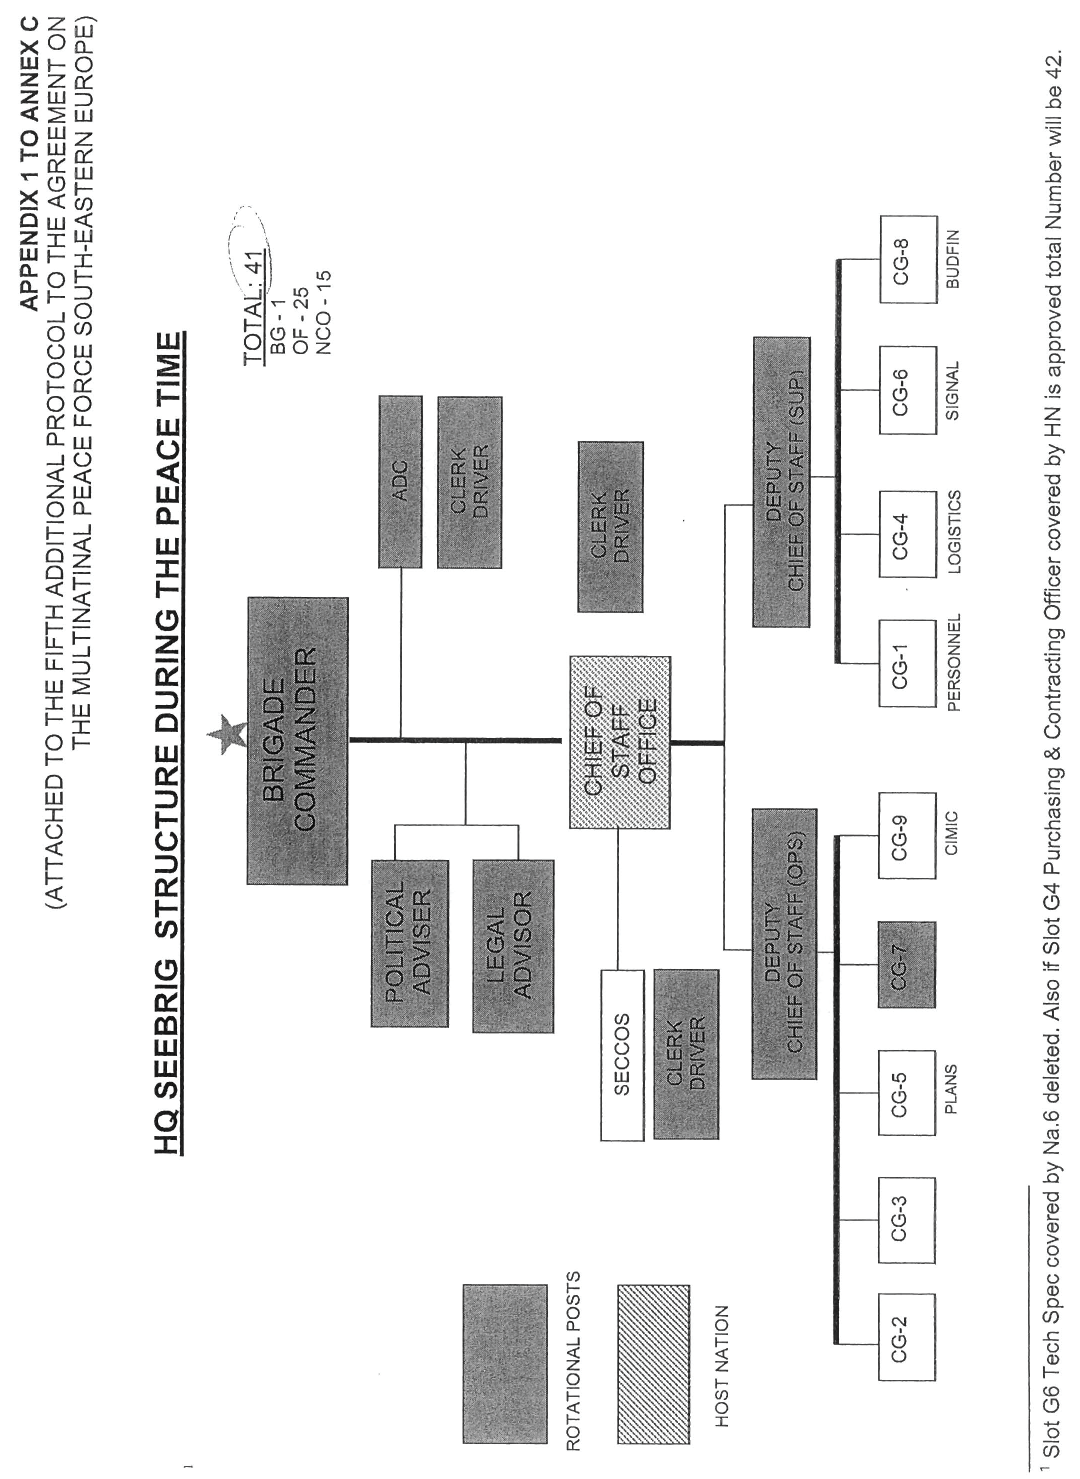 APPENDIX 1 TO ANNEX C
(ATTACHED TO THE FIFTH ADDITIONAL PROTOCOL TO THE AGREEMENT ON
THE MULTINATINAL PEACE FORCE SOUTH-EASTERN EUROPE)
HQ SEEBRIG STRUCTURE DURING THE PEACE TIME
1
TOTAL: 41
BG - 1
OF - 25
NCO - 15
BRIGADE
COMMANDER
POLITICAL
ADVISER
LEGAL
ADVISOR
ADC
CLERK
DRIVER
ROTATIONAL POSTS
HOST NATION
SECCOS
CLERK
DRIVER
CHIEF OF
STAFF
OFFICE
CLERK
DRIVER
DEPUTY
CHIEF OF STAFF (OPS)
DEPUTY
CHIEF OF STAFF (SUP)
CG-2
CG-3
CG-5
PLANS
CG-7
CG-9
CIMIC
CG-1
PERSONNEL
CG-4
LOGISTICS
CG-6
SIGNAL
CG-8
BUDFIN
1 Slot G6 Tech Spec covered by Na.6 deleted. Also if Slot G4 Purchasing & Contracting Officer covered by HN is approved total Number will be 42.